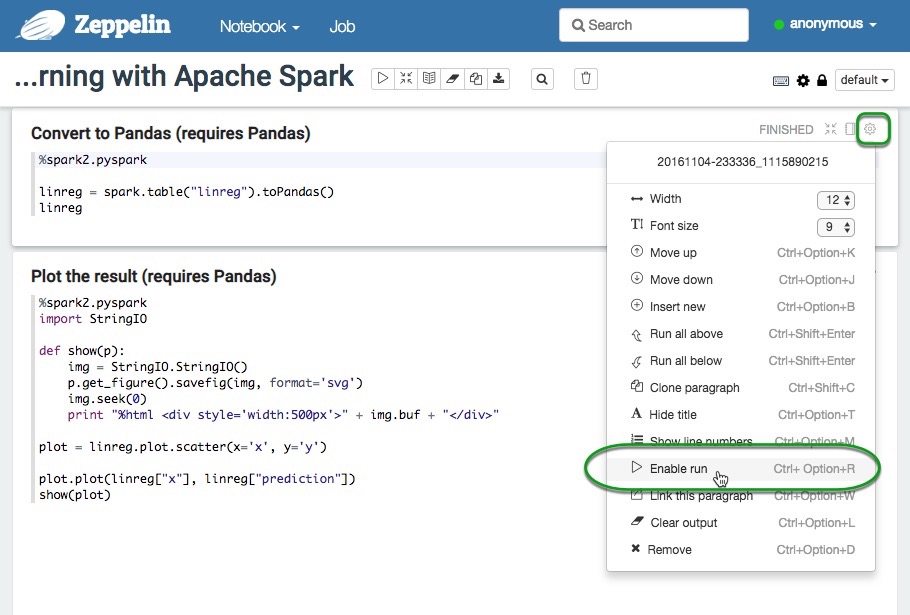 Zeppelin Notebook Job Search anonymous
...rning with Apache Spark default
Convert to Pandas (requires Pandas) FINISHED
%spark2.pyspark
linreg = spark.table("linreg").toPandas()
linreg
20161104-233336_1115890215
Width 12
Font size 9
Move up Ctrl+Option+K
Move down Ctrl+Option+J
Insert new Ctrl+Option+B
Run all above Ctrl+Shift+Enter
Run all below Ctrl+Shift+Enter
Clone paragraph Ctrl+Shift+C
Hide title Ctrl+Option+T
Show line numbers Ctrl+Option+M
Enable run Ctrl+ Option+R
Link this paragraph Ctrl+Option+W
Clear output Ctrl+Option+L
Remove Ctrl+Option+D
Plot the result (requires Pandas)
%spark2.pyspark
import StringIO
def show(p):
    img = StringIO.StringIO()
    p.get_figure().savefig(img, format='svg')
    img.seek(0)
    print "%html <div style='width:500px'>" + img.buf + "</div>"
plot = linreg.plot.scatter(x='x', y='y')
plot.plot(linreg["x"], linreg["prediction"])
show(plot)